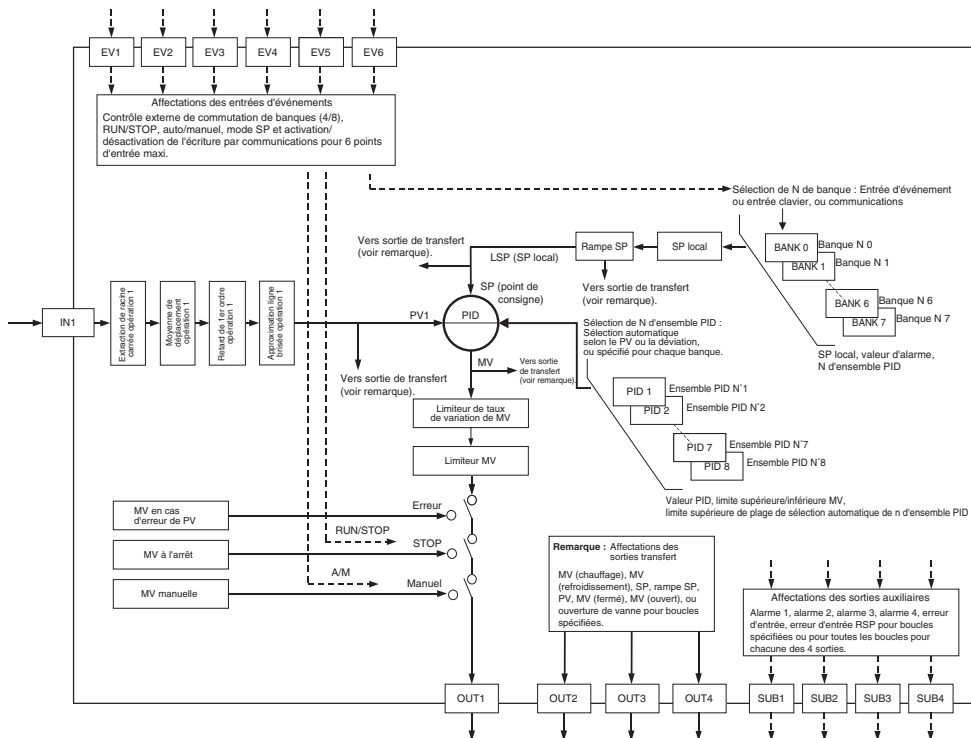 EV1 EV2 EV3 EV4 EV5 EV6
Affectations des entrées d'événements
Contrôle externe de commutation de banques (4/8),
RUN/STOP, auto/manuel, mode SP et activation/
désactivation de l'écriture par communications pour 6 points
d'entrée maxi.
Sélection de N de banque : Entrée d'événement
ou entrée clavier, ou communications
BANK 0 Banque N 0
BANK 1 Banque N 1
BANK 6 Banque N 6
BANK 7 Banque N 7
SP local, valeur d'alarme,
N d'ensemble PID
SP local
Rampe SP
Vers sortie de transfert
(voir remarque).
LSP (SP local)
Vers sortie de transfert
(voir remarque).
SP (point de
consigne)
IN1
Extraction de racine
carrée opération 1
Moyenne de
déplacement
opération 1
Retard de 1er ordre
opération 1
Approximation ligne
brisée opération 1
PV1
PID
Vers sortie de transfert
(voir remarque).
MV
Vers sortie
de transfert
(voir remarque).
Sélection de N d'ensemble PID :
Sélection automatique
selon le PV ou la déviation,
ou spécifié pour chaque banque.
PID 1 Ensemble PID N°1
PID 2 Ensemble PID N°2
PID 7 Ensemble PID N°7
PID 8 Ensemble PID N°8
Valeur PID, limite supérieure/inférieure MV,
limite supérieure de plage de sélection automatique de n d'ensemble PID
Limiteur de taux
de variation de MV
Limiteur MV
MV en cas
d'erreur de PV
Erreur
RUN/STOP
MV à l'arrêt
STOP
A/M
MV manuelle
Manuel
Remarque : Affectations des
sorties transfert
MV (chauffage), MV
(refroidissement), SP, rampe SP,
PV, MV (fermé), MV (ouvert), ou
ouverture de vanne pour boucles
spécifiées.
Affectations des sorties auxiliaires
Alarme 1, alarme 2, alarme 3, alarme 4, erreur
d'entrée, erreur d'entrée RSP pour boucles
spécifiées ou pour toutes les boucles pour
chacune des 4 sorties.
OUT1 OUT2 OUT3 OUT4 SUB1 SUB2 SUB3 SUB4